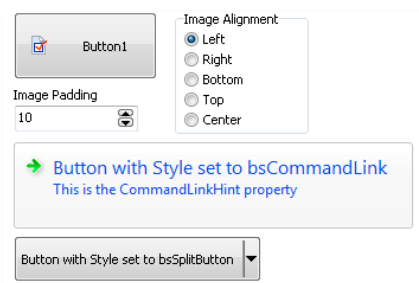 Button1
Image Alignment
Left
Right
Bottom
Top
Center
Image Padding
10
Button with Style set to bsCommandLink
This is the CommandLinkHint property
Button with Style set to bsSplitButton